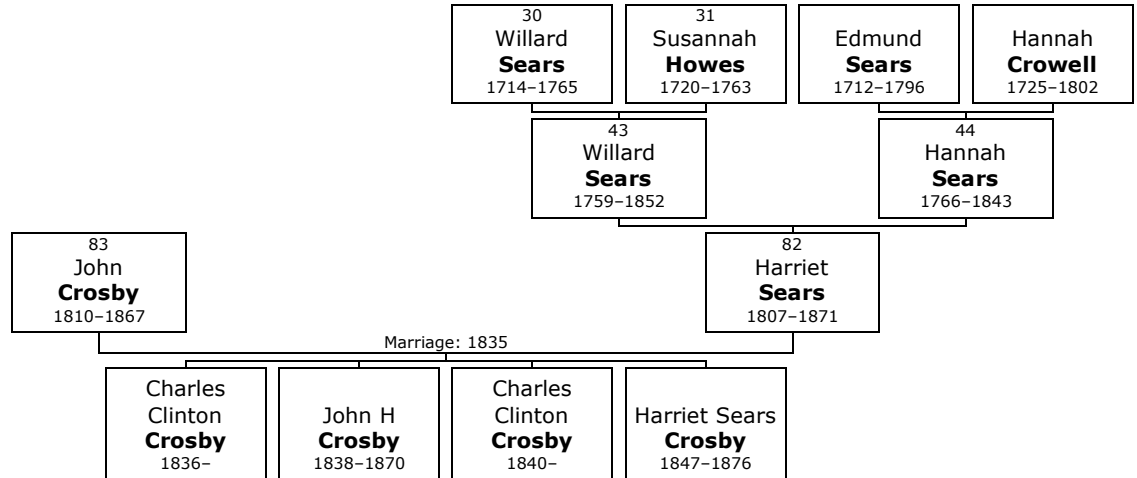 30
Willard
Sears
1714–1765
31
Susannah
Howes
1720–1763
Edmund
Sears
1712–1796
Hannah
Crowell
1725–1802
43
Willard
Sears
1759–1852
44
Hannah
Sears
1766–1843
83
John
Crosby
1810–1867
82
Harriet
Sears
1807–1871
Marriage: 1835
Charles
Clinton
Crosby
1836–
John H
Crosby
1838–1870
Charles
Clinton
Crosby
1840–
Harriet Sears
Crosby
1847–1876